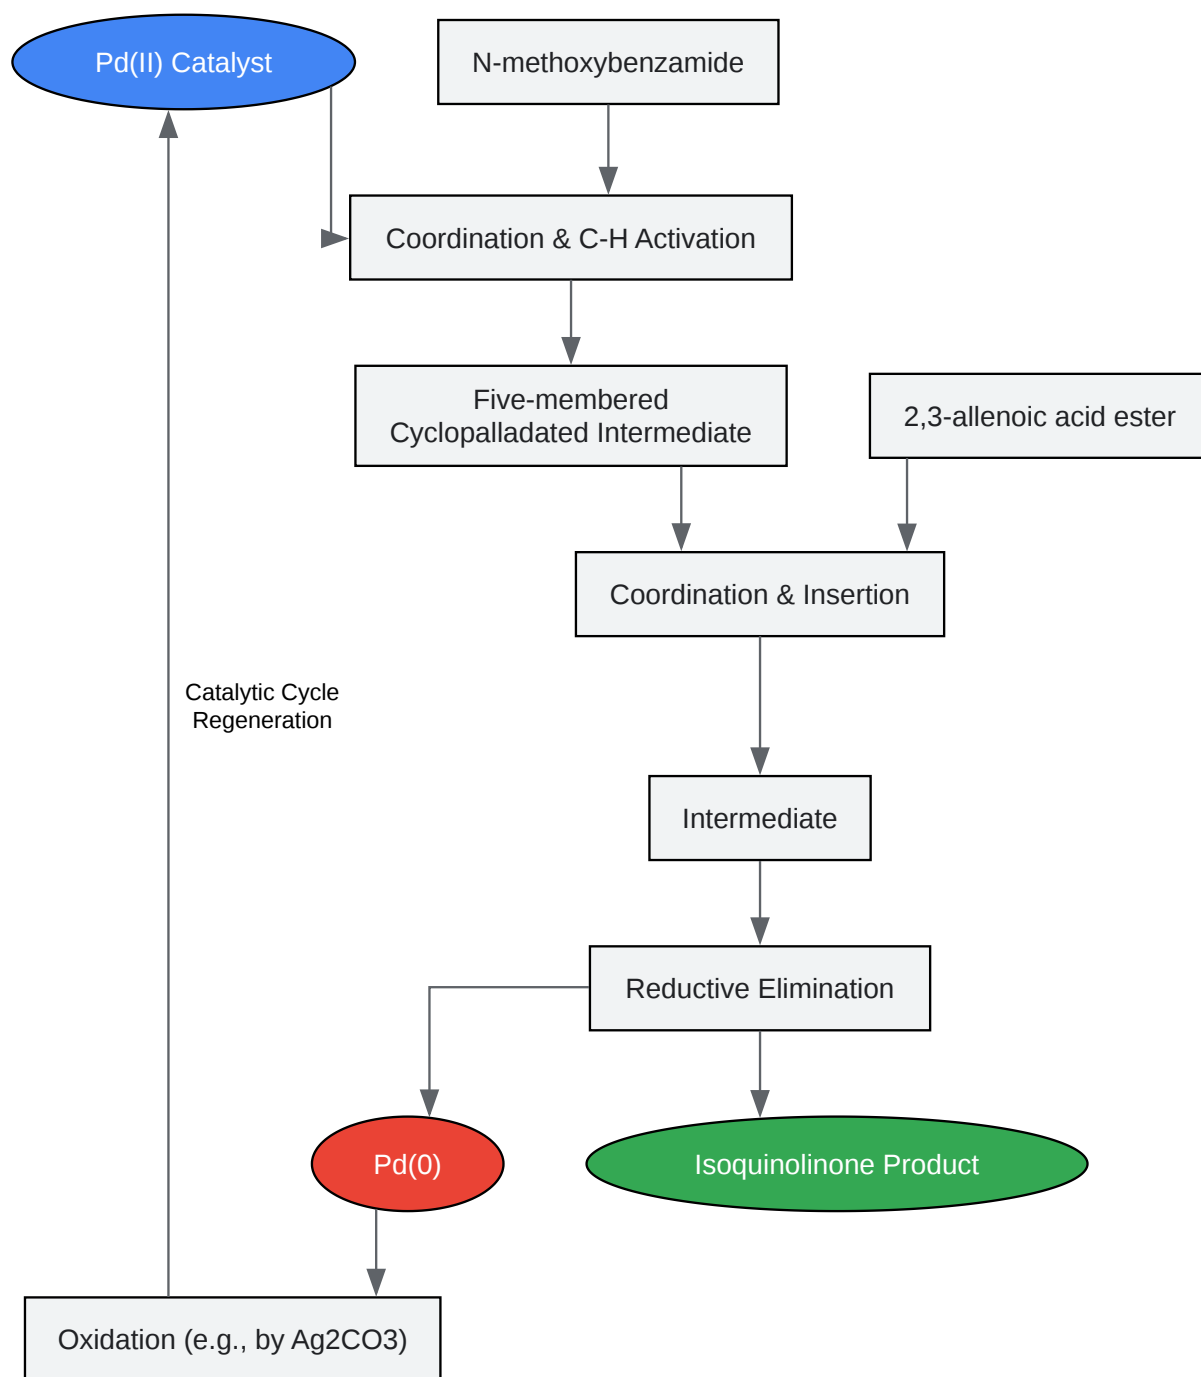 Pd(II) Catalyst
N-methoxybenzamide
Coordination & C-H Activation
Five-membered
Cyclopalladated Intermediate
2,3-allenoic acid ester
Coordination & Insertion
Catalytic Cycle
Regeneration
Intermediate
Reductive Elimination
Pd(0)
Isoquinolinone Product
Oxidation (e.g., by Ag2CO3)